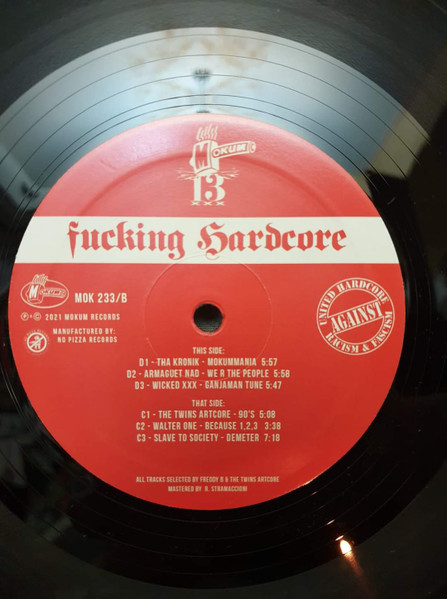 MOKUM
13
XXX
fucking Hardcore
MOKUM
MOK 233/B
℗ + © 2021 MOKUM RECORDS
MANUFACTURED BY:
NO PIZZA RECORDS
UNITED HARDCORE
AGAINST
RACISM & FASCISM
THIS SIDE:
D1 - THA KRONIK - MOKUMMANIA 5:57
D2 - ARMAGUET NAD - WE R THE PEOPLE 5:58
D3 - WICKED XXX - GANJAMAN TUNE 5:47
THAT SIDE:
C1 - THE TWINS ARTCORE - 90'S 5:08
C2 - WALTER ONE - BECAUSE 1,2,3 3:38
C3 - SLAVE TO SOCIETY - DEMETER 7:18
ALL TRACKS SELECTED BY FREDDY B & THE TWINS ARTCORE
MASTERED BY R. STRAMACCIONI